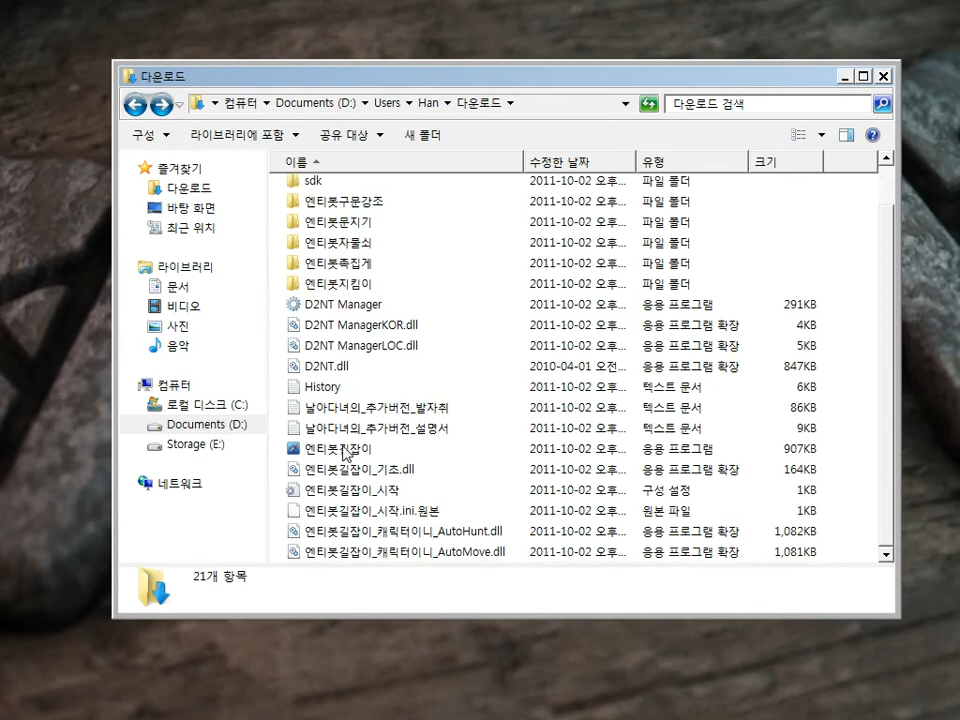 다운로드
컴퓨터 Documents (D:) Users Han 다운로드 다운로드 검색
구성 라이브러리에 포함 공유 대상 새 폴더
이름 수정한 날짜 유형 크기
즐겨찾기
다운로드
바탕 화면
최근 위치
라이브러리
문서
비디오
사진
음악
컴퓨터
로컬 디스크 (C:)
Documents (D:)
Storage (E:)
네트워크
sdk 2011-10-02 오후... 파일 폴더
엔티봇구문강조 2011-10-02 오후... 파일 폴더
엔티봇문지기 2011-10-02 오후... 파일 폴더
엔티봇자물쇠 2011-10-02 오후... 파일 폴더
엔티봇족집게 2011-10-02 오후... 파일 폴더
엔티봇지킴이 2011-10-02 오후... 파일 폴더
D2NT Manager 2011-10-02 오후... 응용 프로그램 291KB
D2NT ManagerKOR.dll 2011-10-02 오후... 응용 프로그램 확장 4KB
D2NT ManagerLOC.dll 2011-10-02 오후... 응용 프로그램 확장 5KB
D2NT.dll 2010-04-01 오전... 응용 프로그램 확장 847KB
History 2011-10-02 오후... 텍스트 문서 6KB
날아다녀의_추가버전_발자취 2011-10-02 오후... 텍스트 문서 86KB
날아다녀의_추가버전_설명서 2011-10-02 오후... 텍스트 문서 9KB
엔티봇길잡이 2011-10-02 오후... 응용 프로그램 907KB
엔티봇길잡이_기초.dll 2011-10-02 오후... 응용 프로그램 확장 164KB
엔티봇길잡이_시작 2011-10-02 오후... 구성 설정 1KB
엔티봇길잡이_시작.ini.원본 2011-10-02 오후... 원본 파일 1KB
엔티봇길잡이_캐릭터이니_AutoHunt.dll 2011-10-02 오후... 응용 프로그램 확장 1,082KB
엔티봇길잡이_캐릭터이니_AutoMove.dll 2011-10-02 오후... 응용 프로그램 확장 1,081KB
21개 항목